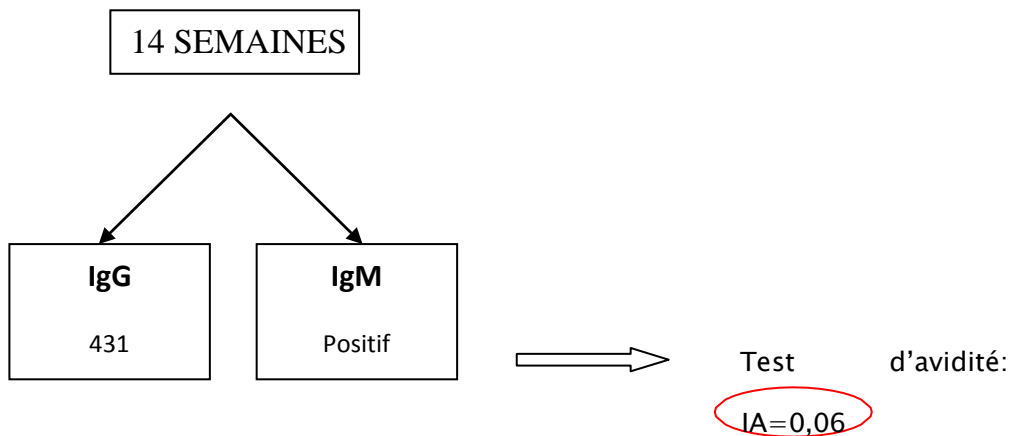 14 SEMAINES
IgG
431
IgM
Positif
Test d’avidité:
IA=0,06